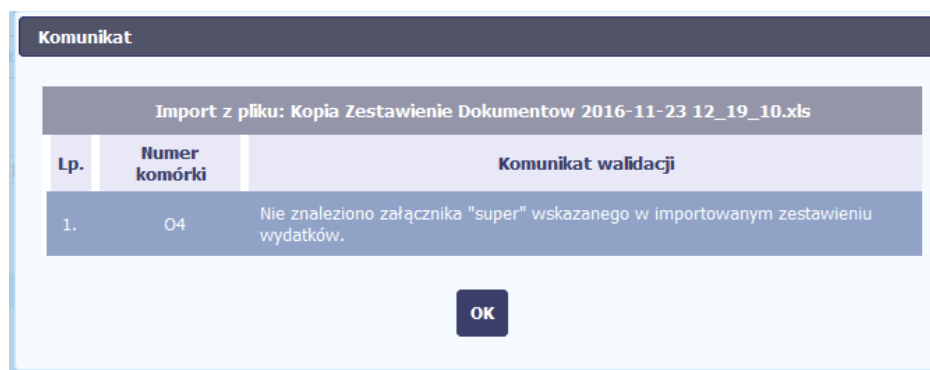 Komunikat
Import z pliku: Kopia Zestawienie Dokumentow 2016-11-23 12_19_10.xls
Lp.
Numer
komórki
Komunikat walidacji
1.
O4
Nie znaleziono załącznika "super" wskazanego w importowanym zestawieniu
wydatków.
OK